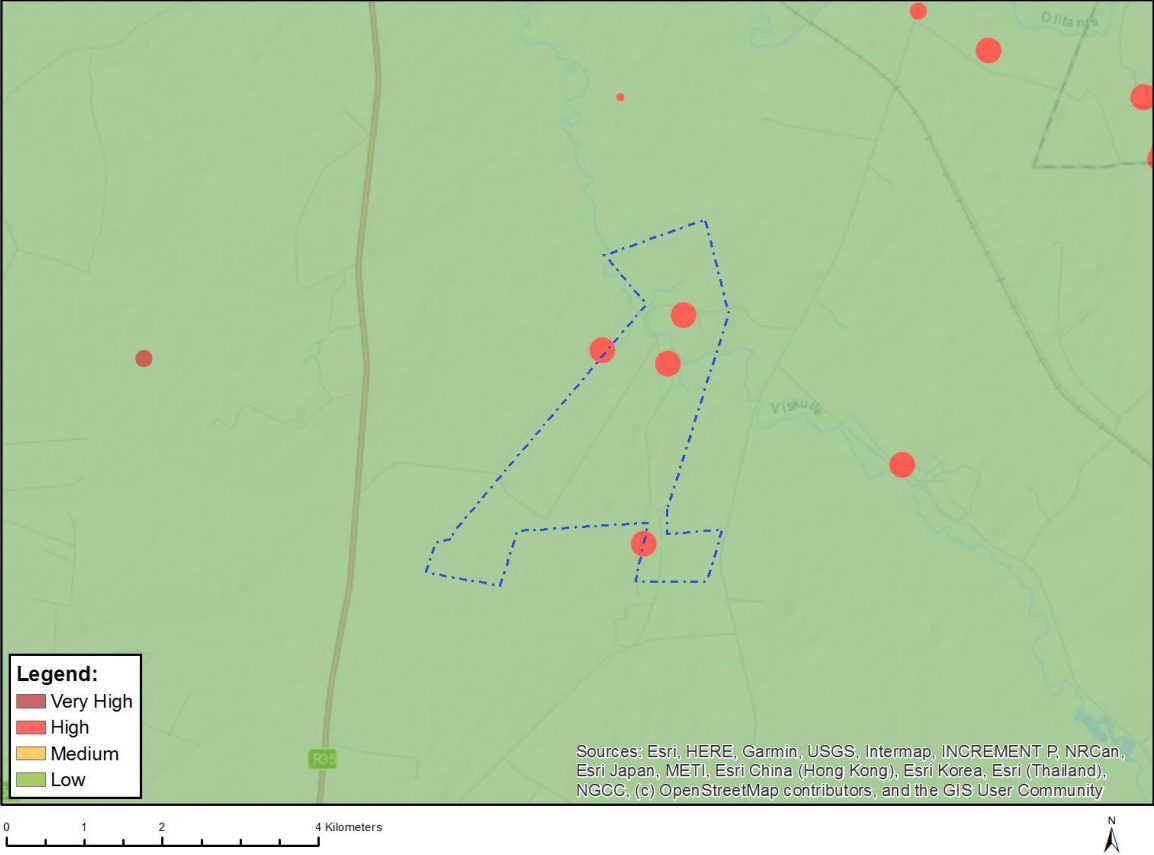 Olifants
Viskuile
R35
Legend:
Very High
High
Medium
Low
Sources: Esri, HERE, Garmin, USGS, Intermap, INCREMENT P, NRCan,
Esri Japan, METI, Esri China (Hong Kong), Esri Korea, Esri (Thailand),
NGCC, (c) OpenStreetMap contributors, and the GIS User Community
0 1 2 4 Kilometers
N